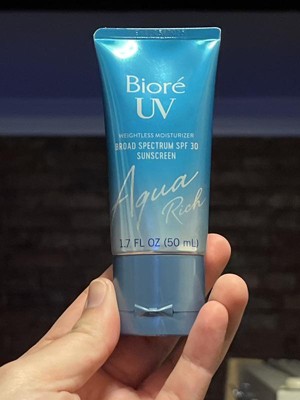 Bioré
UV
WEIGHTLESS MOISTURIZER
BROAD SPECTRUM SPF 30
SUNSCREEN
Aqua
Rich
1.7 FL OZ (50 mL)